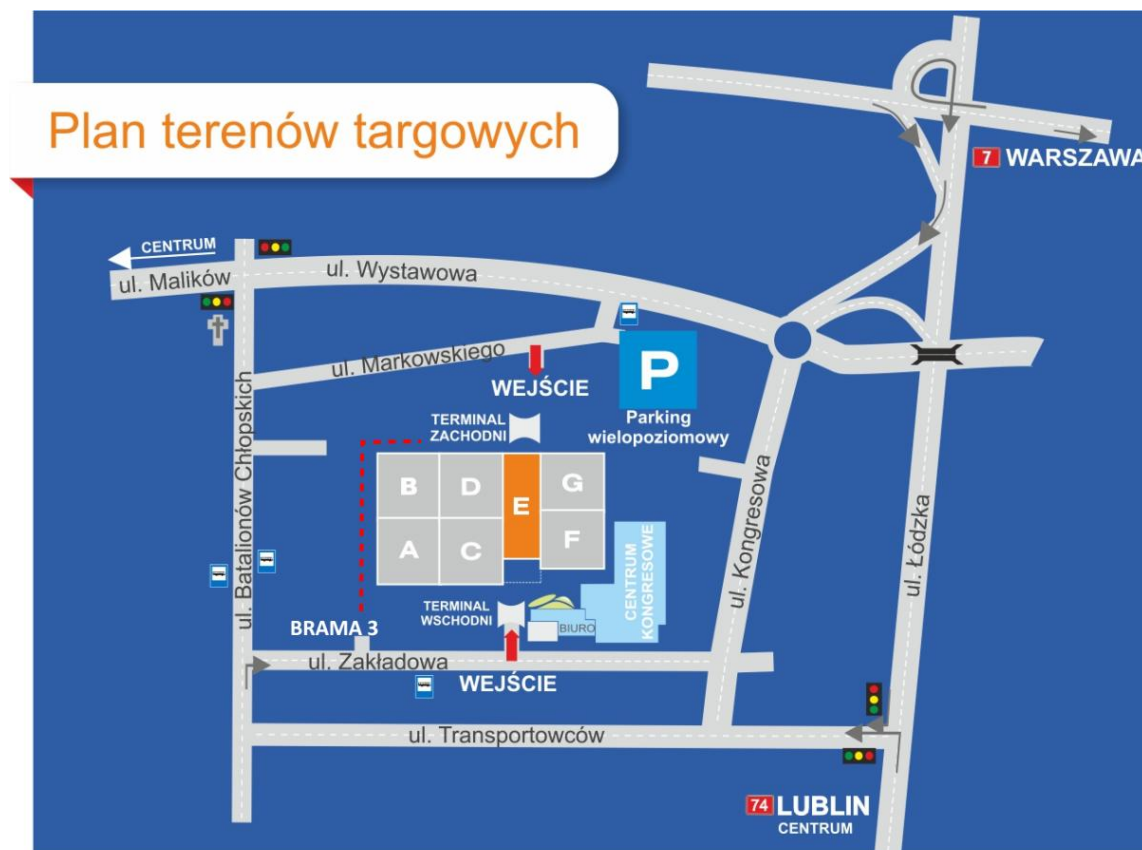 Plan terenów targowych
7 WARSZAWA
CENTRUM
ul. Malików
ul. Wystawowa
ul. Markowskiego
WEJŚCIE
P
Parking
wielopoziomowy
TERMINAL
ZACHODNI
B
D
E
G
A
C
F
ul. Batalionów Chłopskich
ul. Kongresowa
ul. Łódzka
CENTRUM
KONGRESOWE
TERMINAL
WSCHODNI
BIURO
BRAMA 3
ul. Zakładowa
WEJŚCIE
ul. Transportowców
74 LUBLIN
CENTRUM